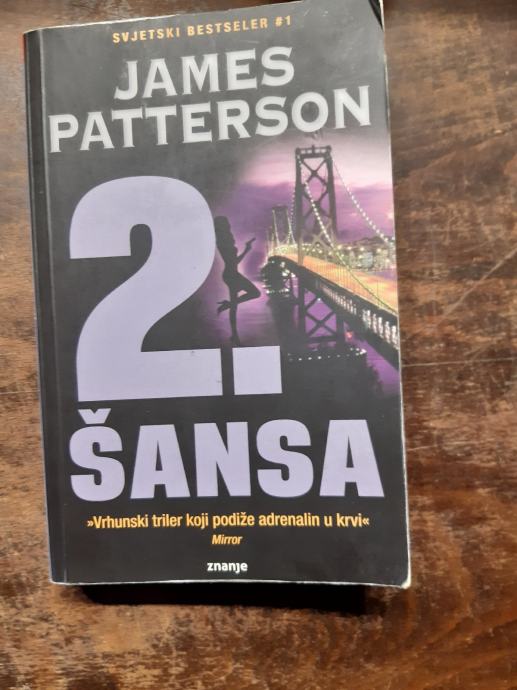 SVJETSKI BESTSELER #1
JAMES
PATTERSON
2.
ŠANSA
»Vrhunski triler koji podiže adrenalin u krvi«
Mirror
znanje